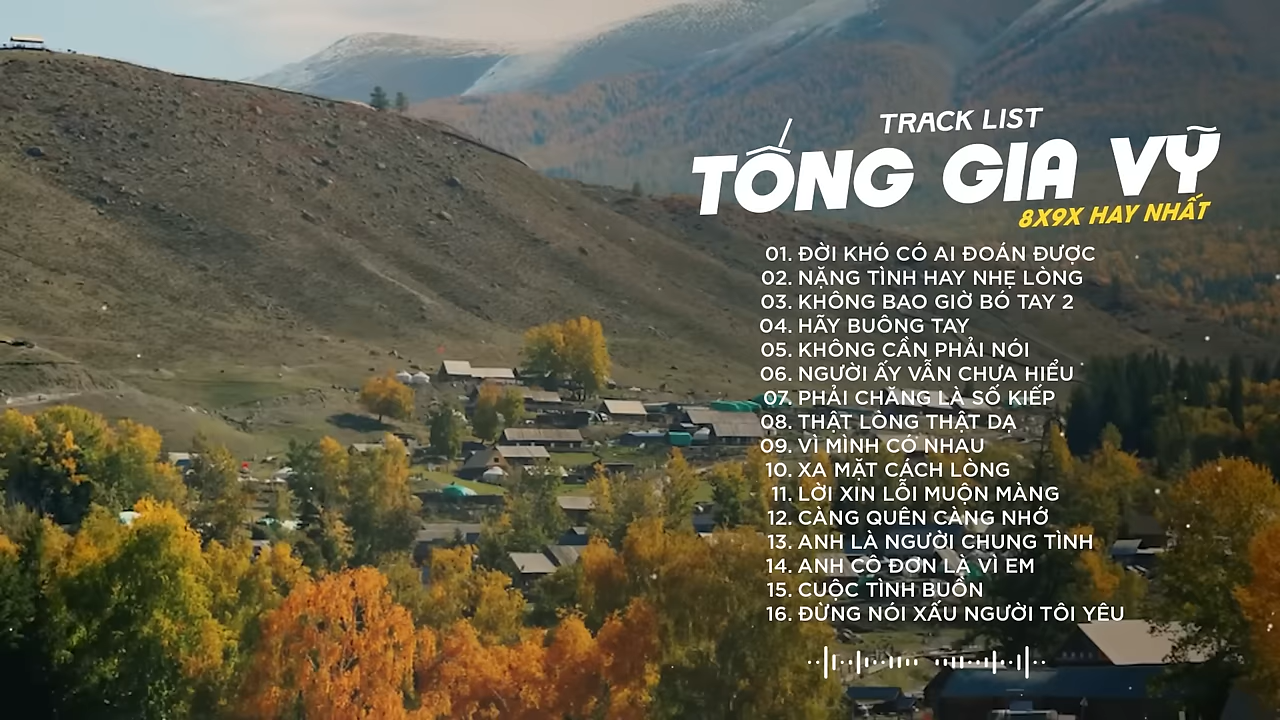 TRACK LIST
TỐNG GIA VỸ
8X9X HAY NHẤT
01. ĐỜI KHÓ CÓ AI ĐOÁN ĐƯỢC
02. NẶNG TÌNH HAY NHẸ LÒNG
03. KHÔNG BAO GIỜ BÓ TAY 2
04. HÃY BUÔNG TAY
05. KHÔNG CẦN PHẢI NÓI
06. NGƯỜI ẤY VẪN CHƯA HIỂU
07. PHẢI CHĂNG LÀ SỐ KIẾP
08. THẬT LÒNG THẬT DẠ
09. VÌ MÌNH CÓ NHAU
10. XA MẶT CÁCH LÒNG
11. LỜI XIN LỖI MUỘN MÀNG
12. CÀNG QUÊN CÀNG NHỚ
13. ANH LÀ NGƯỜI CHUNG TÌNH
14. ANH CÔ ĐƠN LÀ VÌ EM
15. CUỘC TÌNH BUỒN
16. ĐỪNG NÓI XẤU NGƯỜI TÔI YÊU